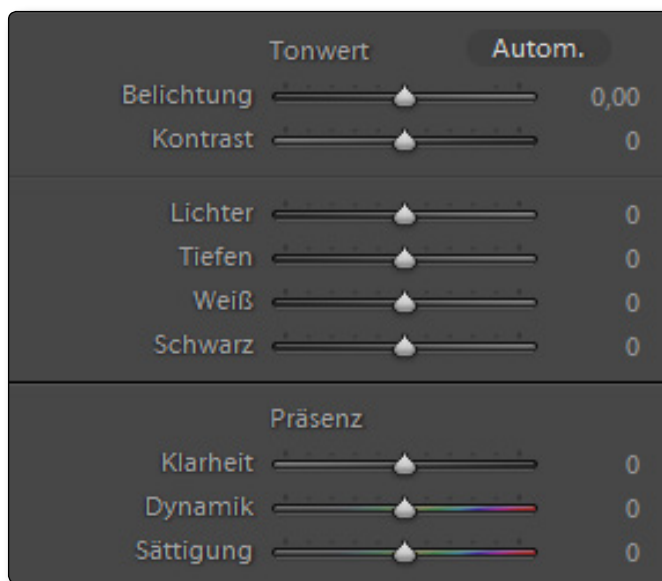 Tonwert Autom.
Belichtung 0,00
Kontrast 0
Lichter 0
Tiefen 0
Weiß 0
Schwarz 0
Präsenz
Klarheit 0
Dynamik 0
Sättigung 0